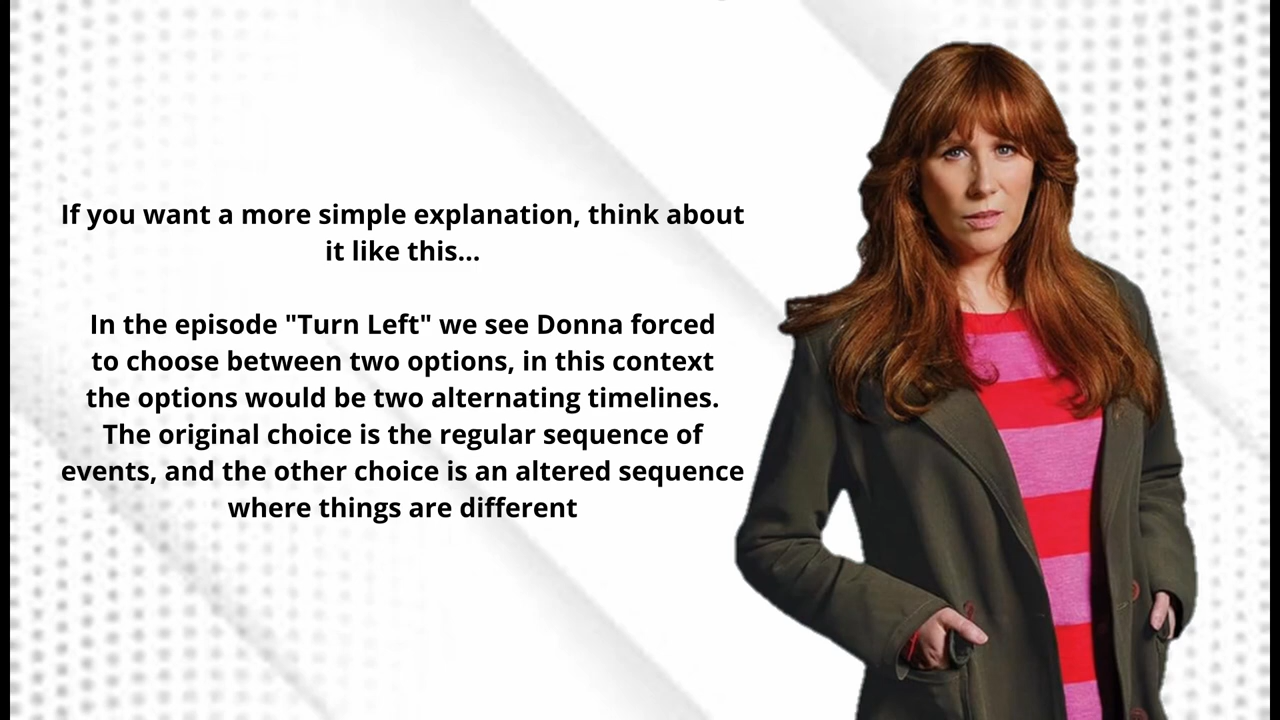 If you want a more simple explanation, think about
it like this...
In the episode "Turn Left" we see Donna forced
to choose between two options, in this context
the options would be two alternating timelines.
The original choice is the regular sequence of
events, and the other choice is an altered sequence
where things are different